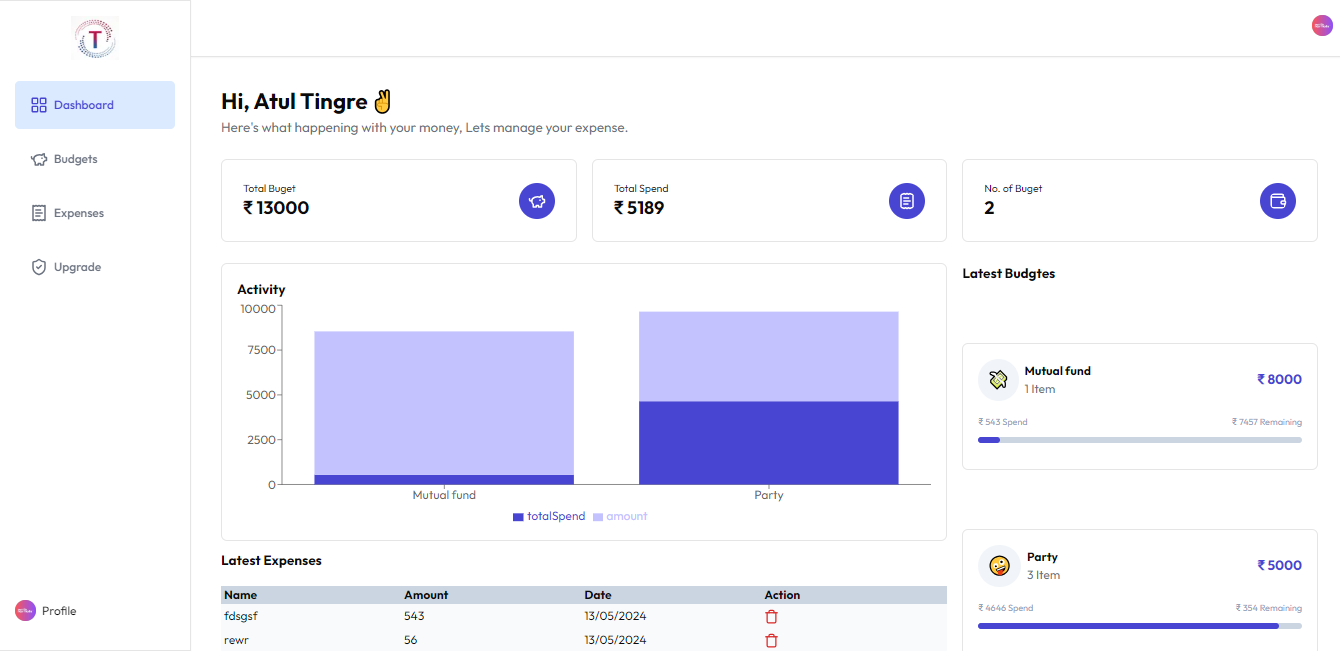 T
Dashboard
Budgets
Expenses
Upgrade
Profile
Hi, Atul Tingre ✌️
Here's what happening with your money, Lets manage your expense.
Total Buget
₹ 13000
Total Spend
₹ 5189
No. of Buget
2
Activity
10000
7500
5000
2500
0
Mutual fund Party
totalSpend amount
Latest Expenses
Name Amount Date Action
fdsgsf 543 13/05/2024
rewr 56 13/05/2024
Latest Budgtes
Mutual fund
1 Item
₹ 8000
₹ 543 Spend ₹ 7457 Remaining
Party
3 Item
₹ 5000
₹ 4646 Spend ₹ 354 Remaining